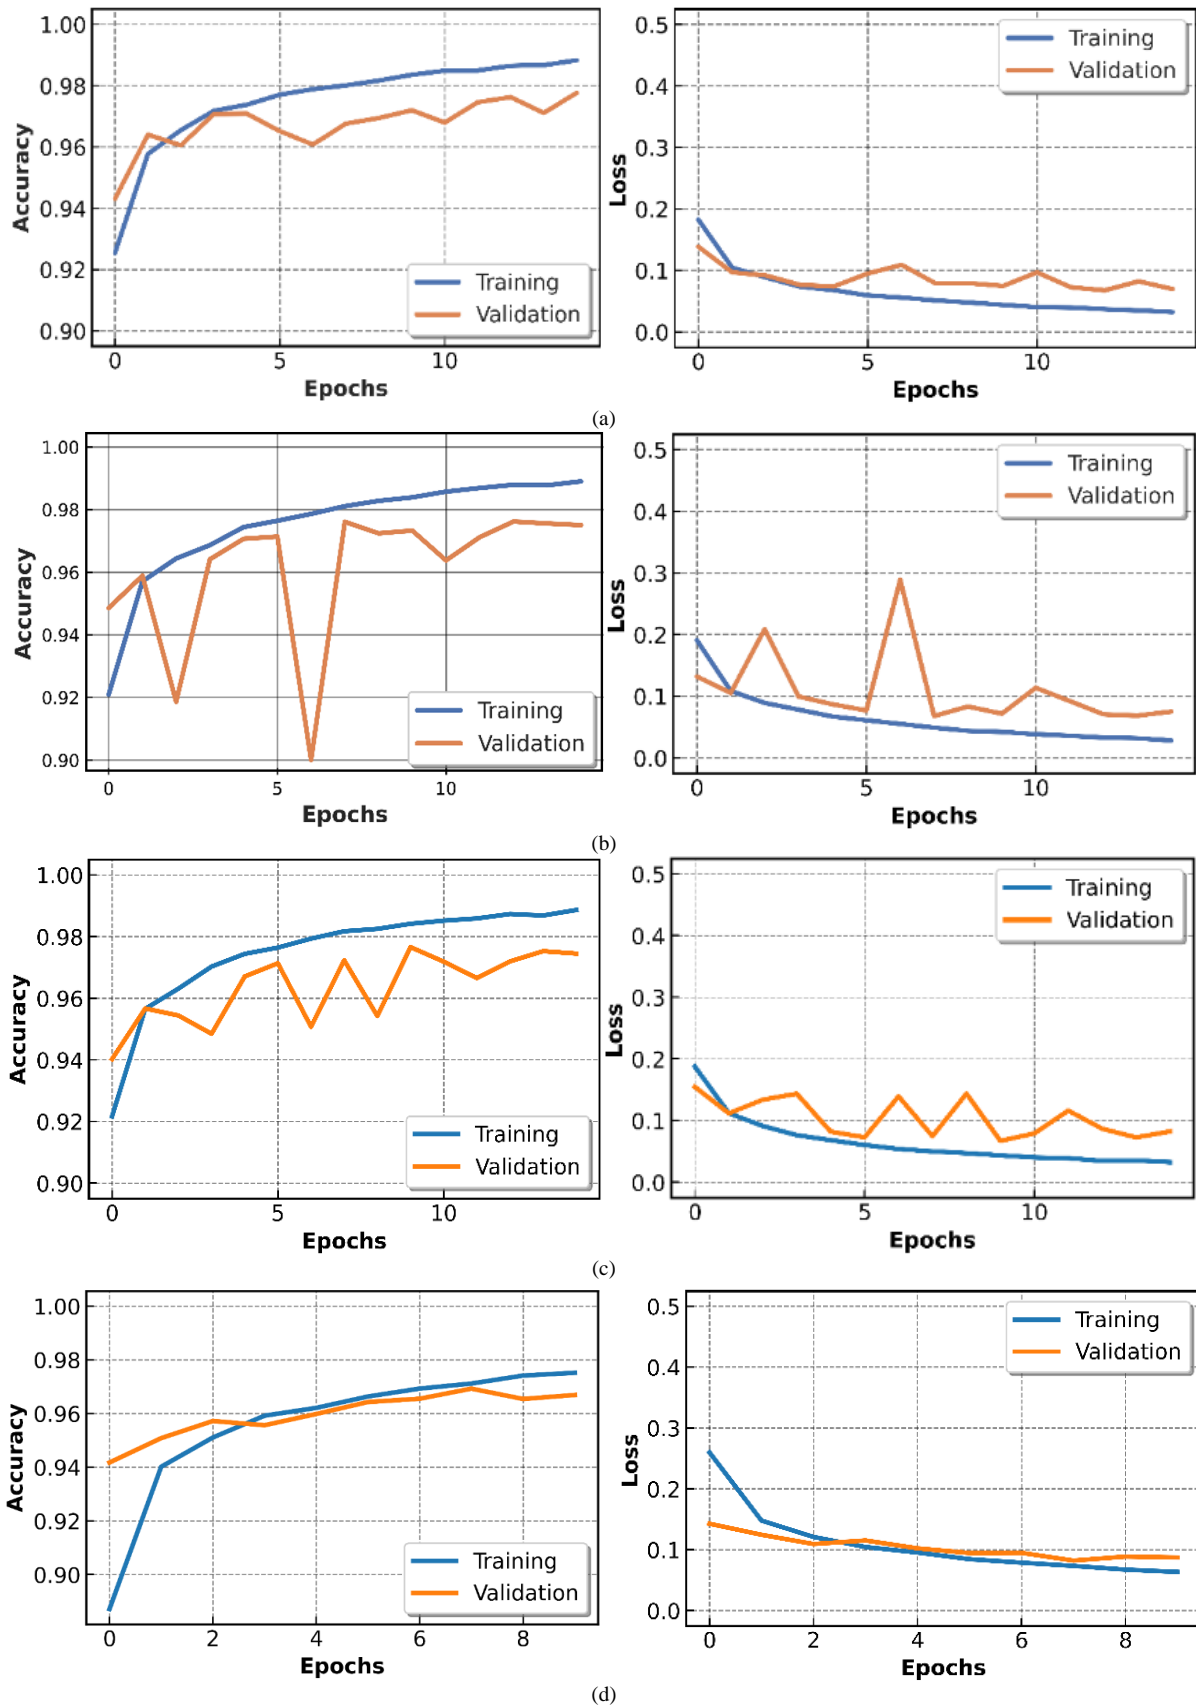 1.00
0.98
0.96
0.94
0.92
0.90
Accuracy
Training
Validation
0 5 10
Epochs
0.5
0.4
0.3
0.2
0.1
0.0
Loss
Training
Validation
0 5 10
Epochs
(a)
1.00
0.98
0.96
0.94
0.92
0.90
Accuracy
Training
Validation
0 5 10
Epochs
0.5
0.4
0.3
0.2
0.1
0.0
Loss
Training
Validation
0 5 10
Epochs
(b)
1.00
0.98
0.96
0.94
0.92
0.90
Accuracy
Training
Validation
0 5 10
Epochs
0.5
0.4
0.3
0.2
0.1
0.0
Loss
Training
Validation
0 5 10
Epochs
(c)
1.00
0.98
0.96
0.94
0.92
0.90
Accuracy
Training
Validation
0 2 4 6 8
Epochs
0.5
0.4
0.3
0.2
0.1
0.0
Loss
Training
Validation
0 2 4 6 8
Epochs
(d)